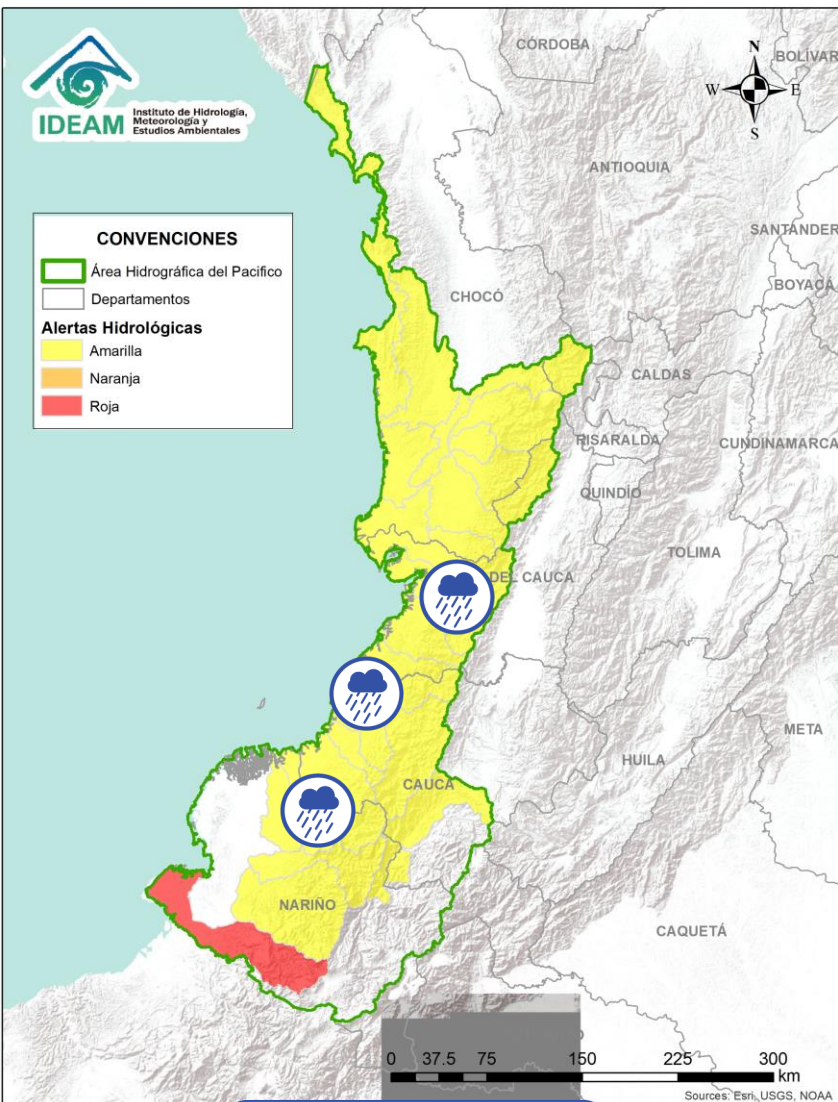 IDEAM
Instituto de Hidrología,
Meteorología y
Estudios Ambientales
CÓRDOBA
BOLÍVAR
N
W
E
S
ANTIOQUIA
SANTANDER
BOYACÁ
CONVENCIONES
Área Hidrográfica del Pacifico
Departamentos
Alertas Hidrológicas
Amarilla
Naranja
Roja
CHOCÓ
CALDAS
RISARALDA
CUNDINAMARCA
QUINDÍO
TOLIMA
DEL CAUCA
META
HUILA
CAUCA
NARIÑO
CAQUETÁ
0 37.5 75 150 225 300
km
Sources: Esri, USGS, NOAA